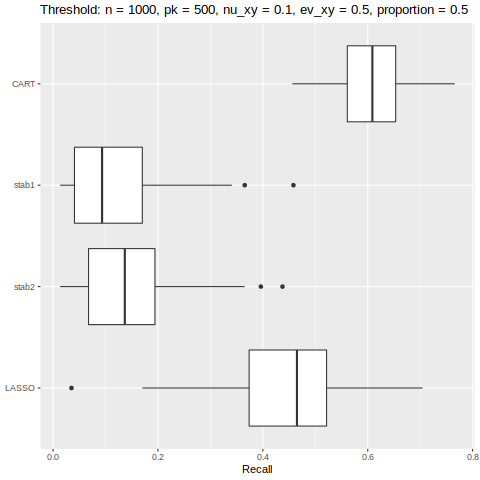 Threshold: n = 1000, pk = 500, nu_xy = 0.1, ev_xy = 0.5, proportion = 0.5
CART
stab1
stab2
LASSO
0.0 0.2 0.4 0.6 0.8
Recall